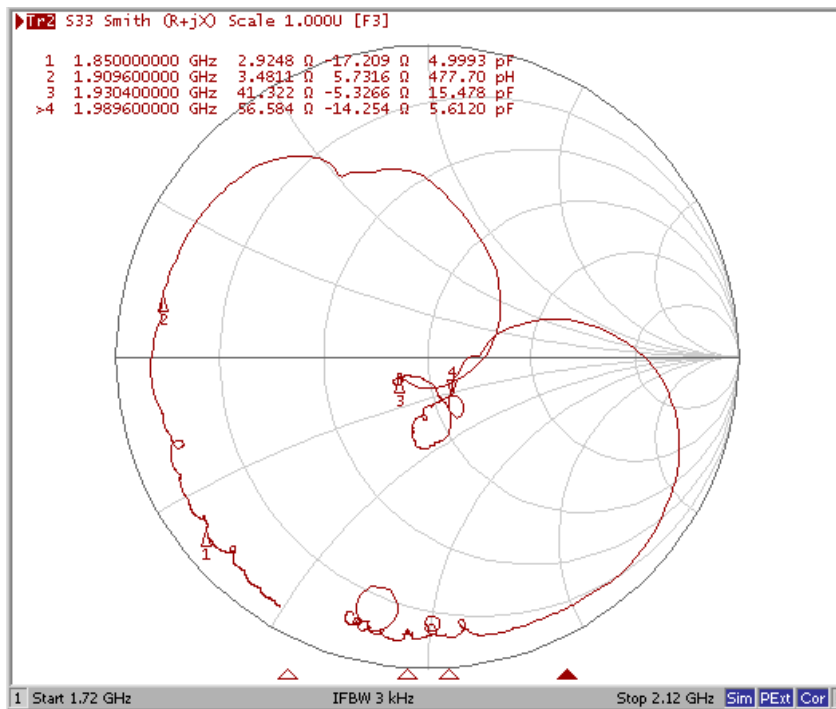 Tr2 S33 Smith (R+jX) Scale 1.000U [F3]
1 1.850000000 GHz 2.9248 Ω -17.209 Ω 4.9993 pF
2 1.909600000 GHz 3.4811 Ω 5.7316 Ω 477.70 pH
3 1.930400000 GHz 41.322 Ω -5.3266 Ω 15.478 pF
>4 1.989600000 GHz 56.584 Ω -14.254 Ω 5.6120 pF
2
4
3
1
1 Start 1.72 GHz IFBW 3 kHz Stop 2.12 GHz Sim PExt Cor